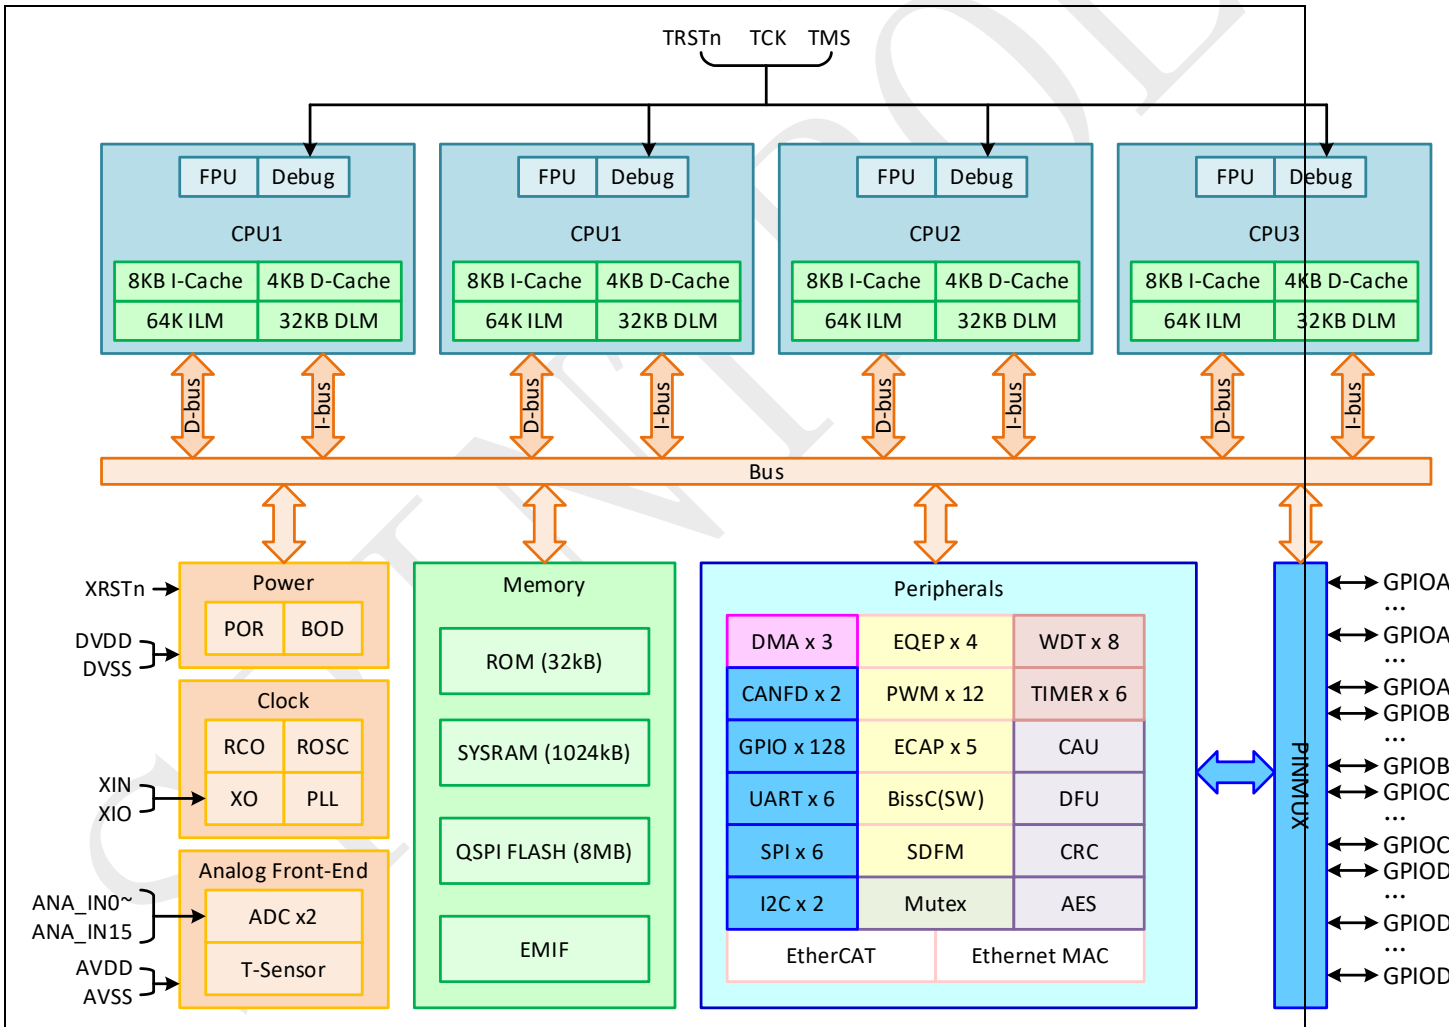 TRSTn TCK TMS
FPU Debug
CPU1
8KB I-Cache 4KB D-Cache
64K ILM 32KB DLM
FPU Debug
CPU1
8KB I-Cache 4KB D-Cache
64K ILM 32KB DLM
FPU Debug
CPU2
8KB I-Cache 4KB D-Cache
64K ILM 32KB DLM
FPU Debug
CPU3
8KB I-Cache 4KB D-Cache
64K ILM 32KB DLM
D-bus I-bus D-bus I-bus D-bus I-bus D-bus I-bus
Bus
XRSTn
DVDD
DVSS
Power
POR BOD
XIN
XIO
Clock
RCO ROSC
XO PLL
ANA_IN0~
ANA_IN15
AVDD
AVSS
Analog Front-End
ADC x2
T-Sensor
Memory
ROM (32kB)
SYSRAM (1024kB)
QSPI FLASH (8MB)
EMIF
Peripherals
DMA x 3 EQEP x 4 WDT x 8
CANFD x 2 PWM x 12 TIMER x 6
GPIO x 128 ECAP x 5 CAU
UART x 6 BissC(SW) DFU
SPI x 6 SDFM CRC
I2C x 2 Mutex AES
EtherCAT Ethernet MAC
PINMUX
GPIOA
...
GPIOA
...
GPIOA
GPIOB
...
GPIOB
GPIOC
...
GPIOC
GPIOD
...
GPIOD
...
GPIOD